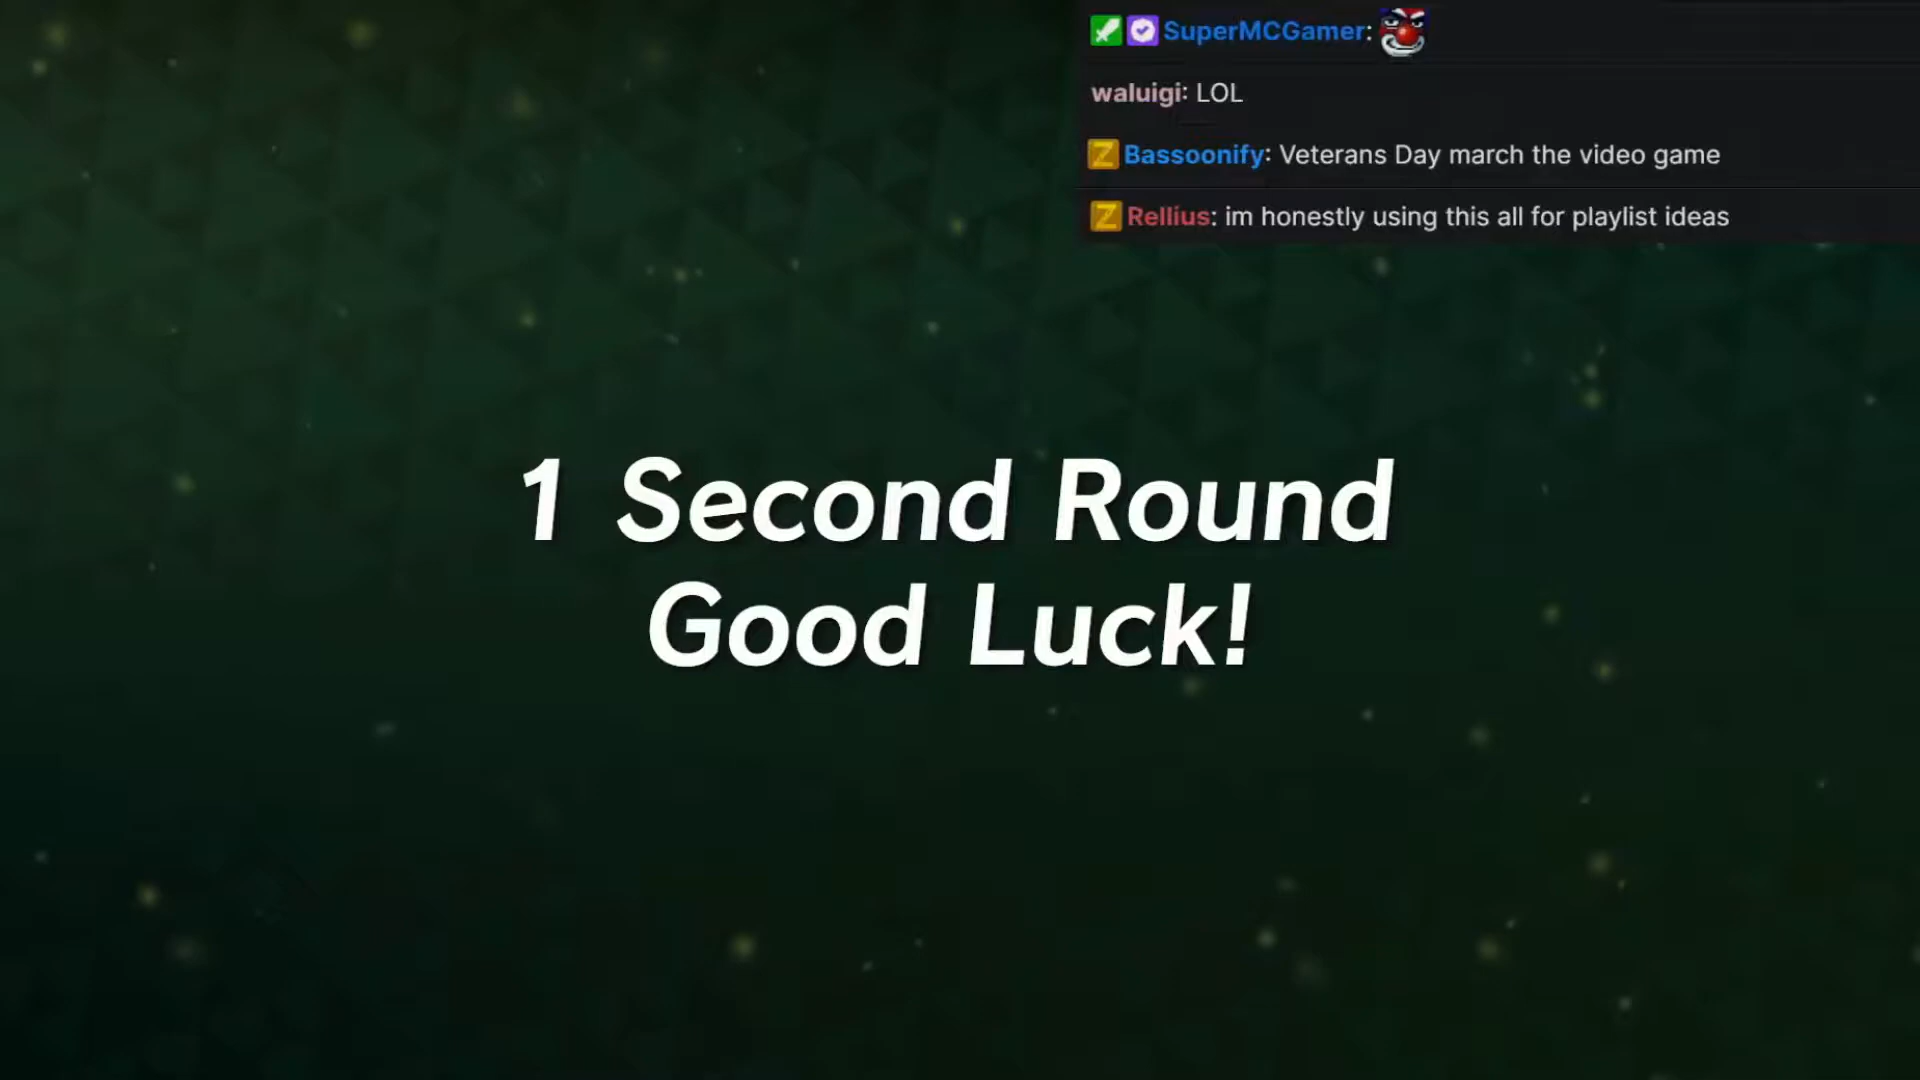 SuperMCGamer:
waluigi: LOL
Z Bassoonify: Veterans Day march the video game
Z Rellius: im honestly using this all for playlist ideas
1 Second Round
Good Luck!